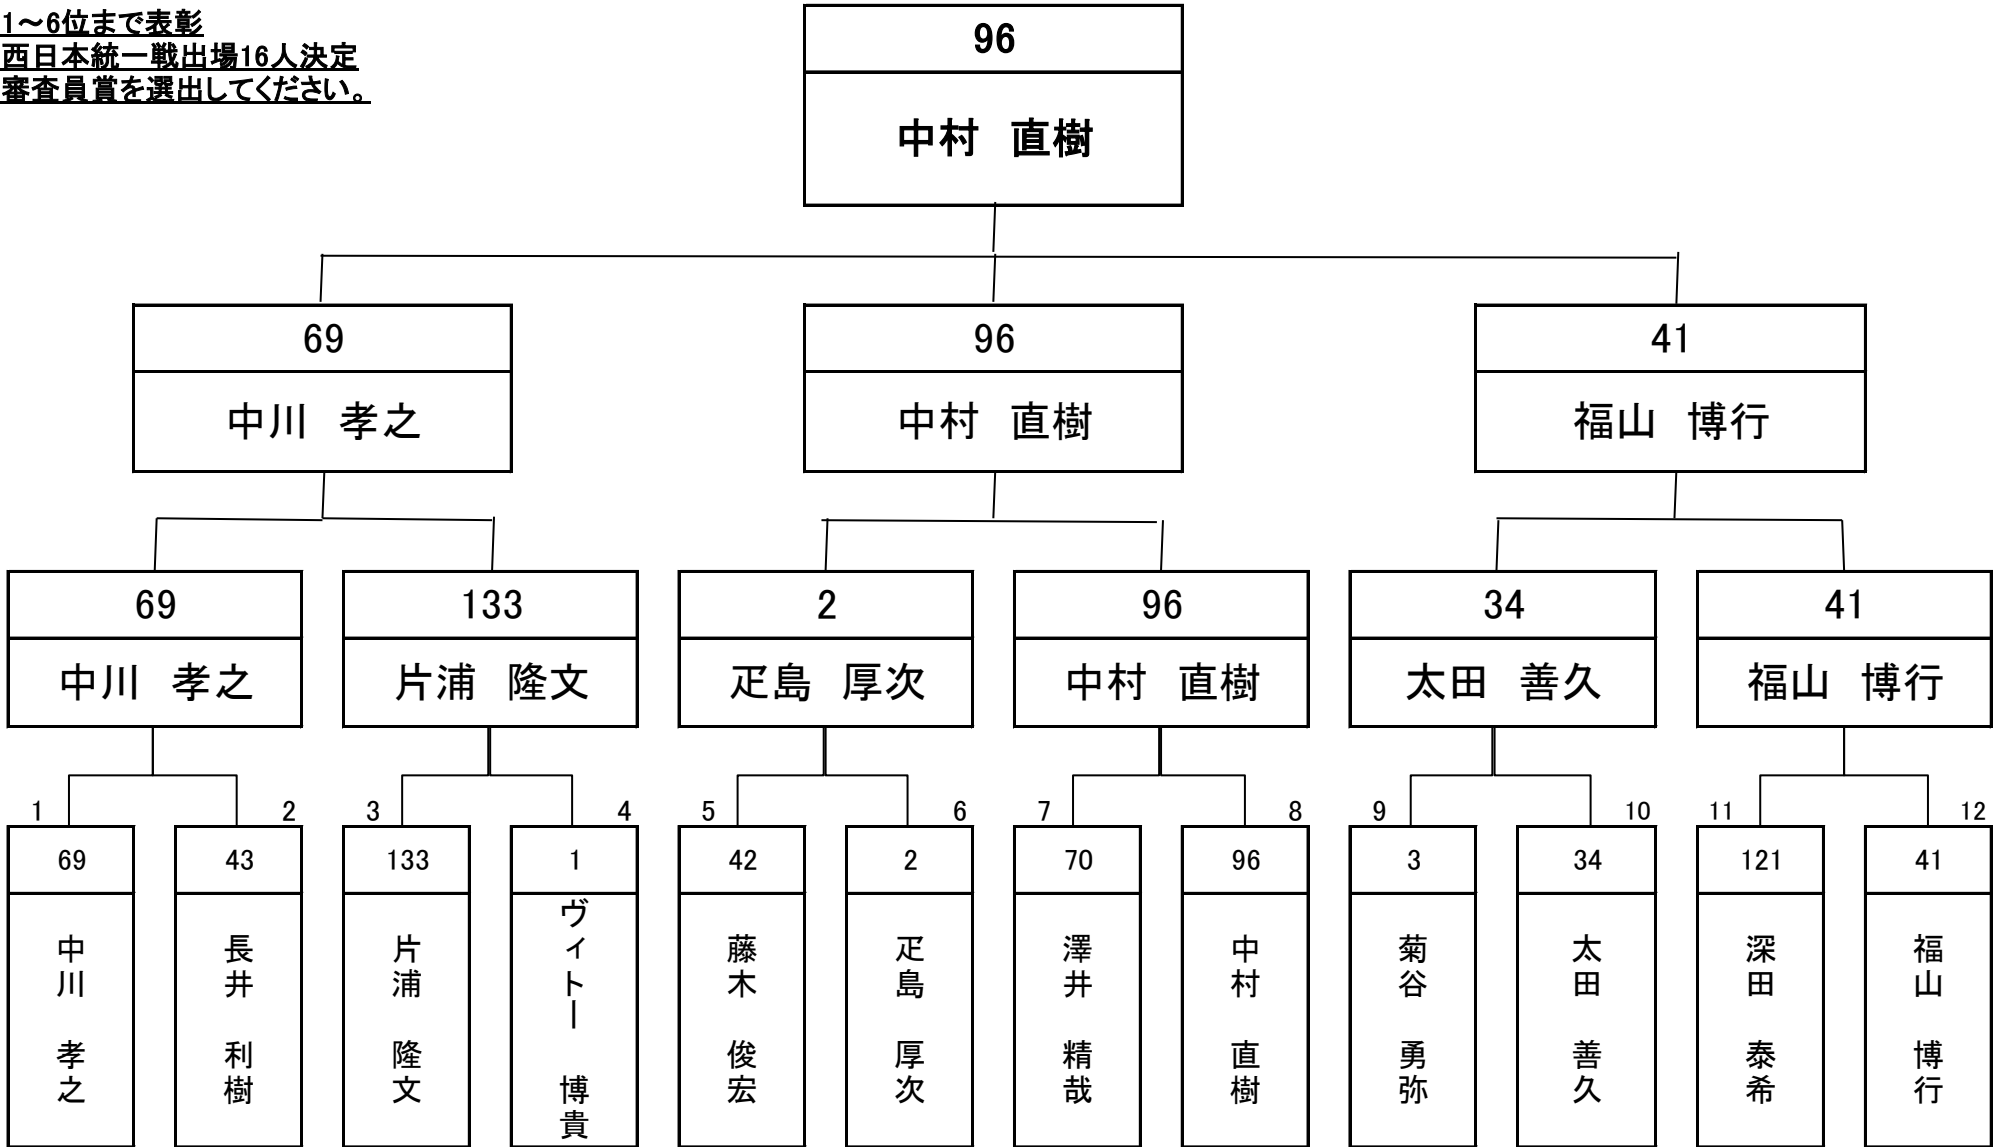 1～6位まで表彰
西日本統一戦出場16人決定
審査員賞を選出してください。
96
中村　直樹
69
96
41
中川　孝之
中村　直樹
福山　博行
69
133
2
96
34
41
中川　孝之
片浦　隆文
疋島　厚次
中村　直樹
太田　善久
福山　博行
1
2
3
4
5
6
7
8
9
10
11
12
69
43
133
1
42
2
70
96
3
34
121
41
中川　孝之
長井　利樹
片浦　隆文
ヴィトー　博貴
藤木　俊宏
疋島　厚次
澤井　精哉
中村　直樹
菊谷　勇弥
太田　善久
深田　泰希
福山　博行